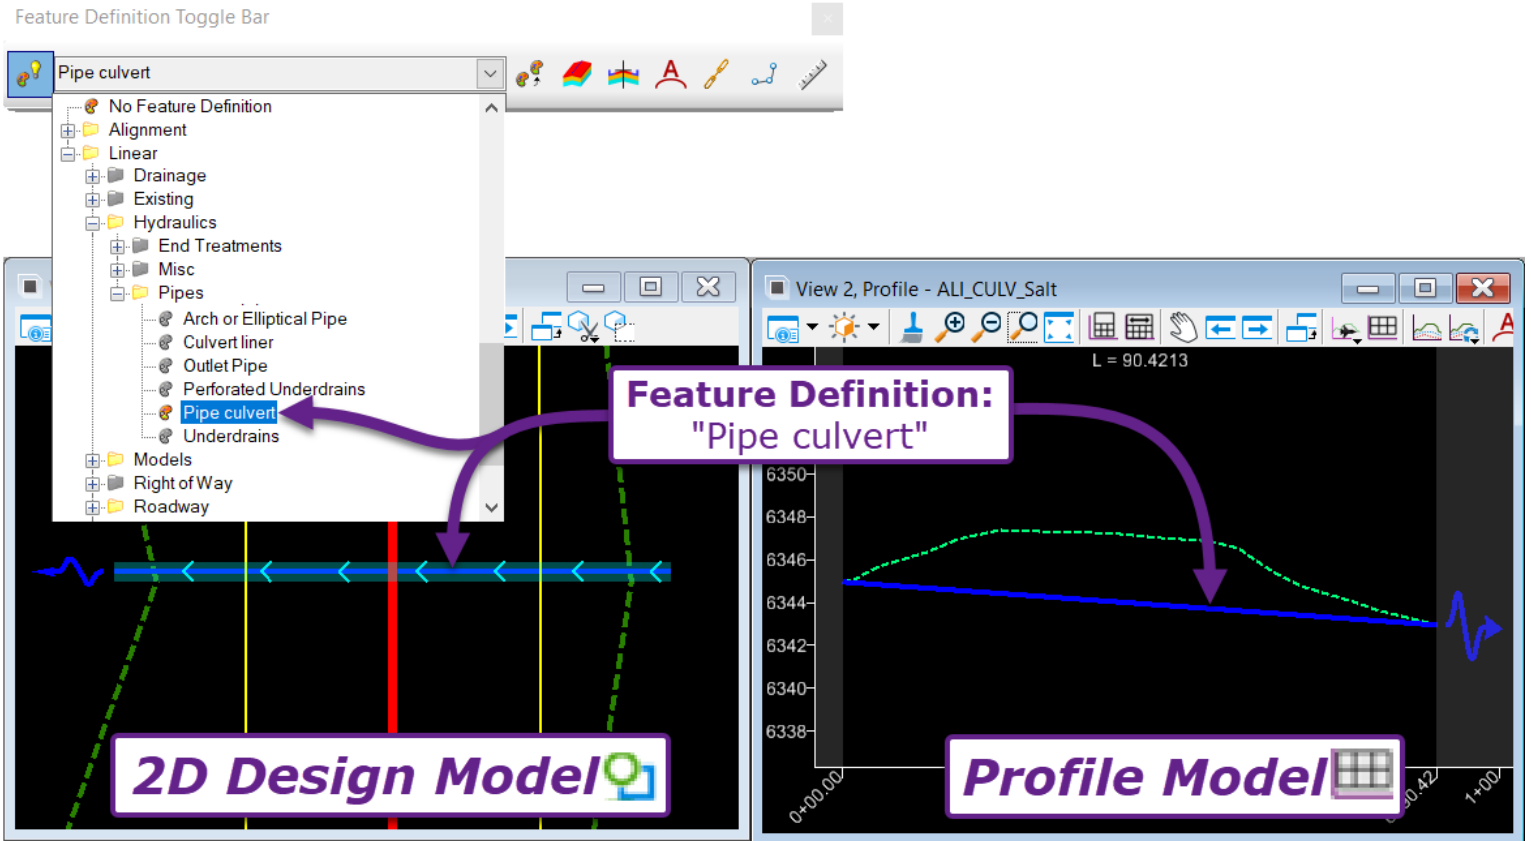 Feature Definition Toggle Bar
Pipe culvert
No Feature Definition
Alignment
Linear
Drainage
Existing
Hydraulics
End Treatments
Misc
Pipes
Arch or Elliptical Pipe
Culvert liner
Outlet Pipe
Perforated Underdrains
Pipe culvert
Underdrains
Models
Right of Way
Roadway
View 2, Profile - ALI_CULV_Salt
L = 90.4213
Feature Definition:
"Pipe culvert"
6350
6348
6346
6344
6342
6340
6338
0+00.00
90.42
1+00
2D Design Model
Profile Model